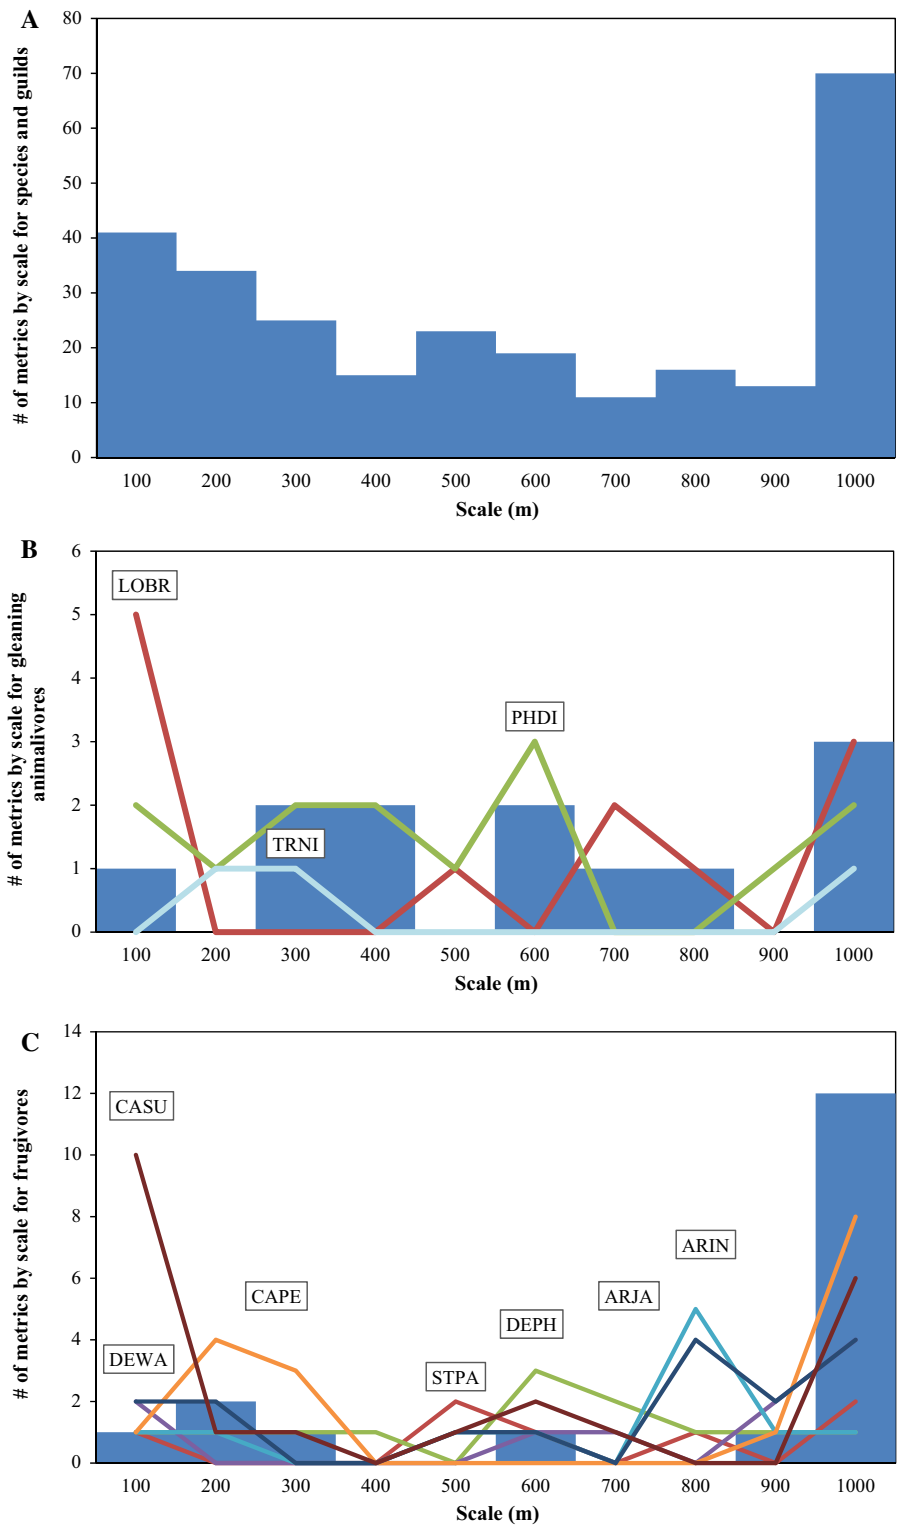 A
# of metrics by scale for species and guilds
80
70
60
50
40
30
20
10
0
100 200 300 400 500 600 700 800 900 1000
Scale (m)
B
# of metrics by scale for gleaning
animalivores
6
5
4
3
2
1
0
LOBR
PHDI
TRNI
100 200 300 400 500 600 700 800 900 1000
Scale (m)
C
# of metrics by scale for frugivores
14
12
10
8
6
4
2
0
CASU
ARIN
CAPE
ARJA
DEPH
DEWA
STPA
100 200 300 400 500 600 700 800 900 1000
Scale (m)